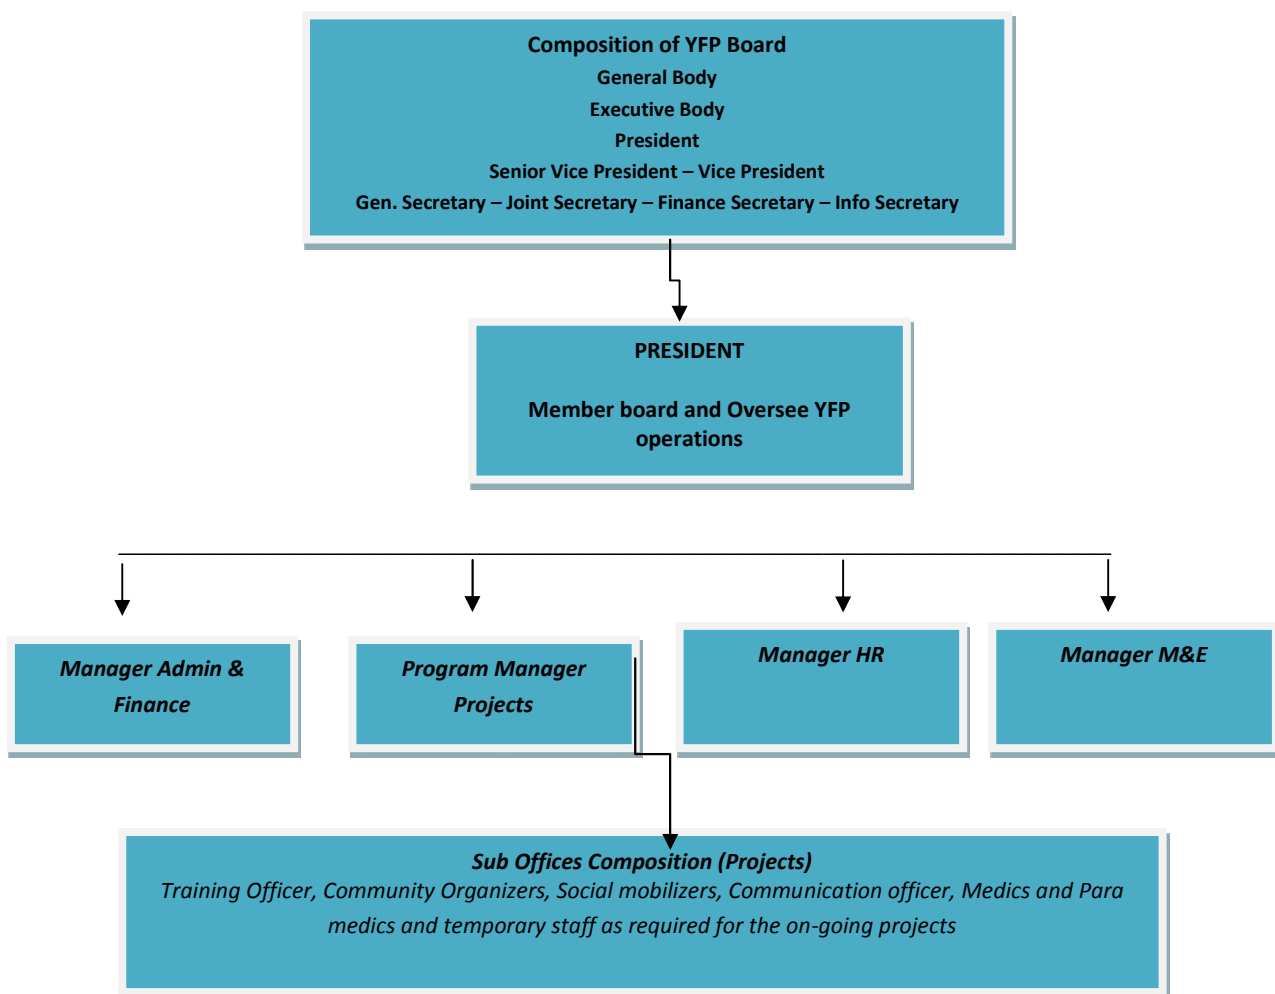 Composition of YFP Board
General Body
Executive Body
President
Senior Vice President – Vice President
Gen. Secretary – Joint Secretary – Finance Secretary – Info Secretary
PRESIDENT
Member board and Oversee YFP
operations
Manager Admin &
Finance
Program Manager
Projects
Manager HR
Manager M&E
Sub Offices Composition (Projects)
Training Officer, Community Organizers, Social mobilizers, Communication officer, Medics and Para
medics and temporary staff as required for the on-going projects